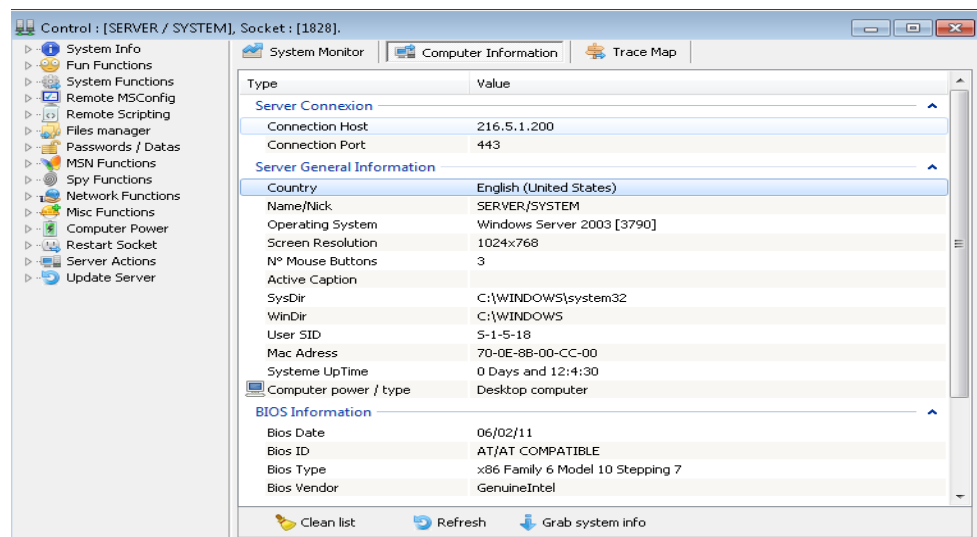 Control : [SERVER / SYSTEM], Socket : [1828].
System Info
Fun Functions
System Functions
Remote MSConfig
Remote Scripting
Files manager
Passwords / Datas
MSN Functions
Spy Functions
Network Functions
Misc Functions
Computer Power
Restart Socket
Server Actions
Update Server
System Monitor Computer Information Trace Map
Type Value
Server Connexion
Connection Host 216.5.1.200
Connection Port 443
Server General Information
Country English (United States)
Name/Nick SERVER/SYSTEM
Operating System Windows Server 2003 [3790]
Screen Resolution 1024x768
N° Mouse Buttons 3
Active Caption
SysDir C:\WINDOWS\system32
WinDir C:\WINDOWS
User SID S-1-5-18
Mac Adress 70-0E-8B-00-CC-00
Systeme UpTime 0 Days and 12:4:30
Computer power / type Desktop computer
BIOS Information
Bios Date 06/02/11
Bios ID AT/AT COMPATIBLE
Bios Type x86 Family 6 Model 10 Stepping 7
Bios Vendor GenuineIntel
Clean list Refresh Grab system info